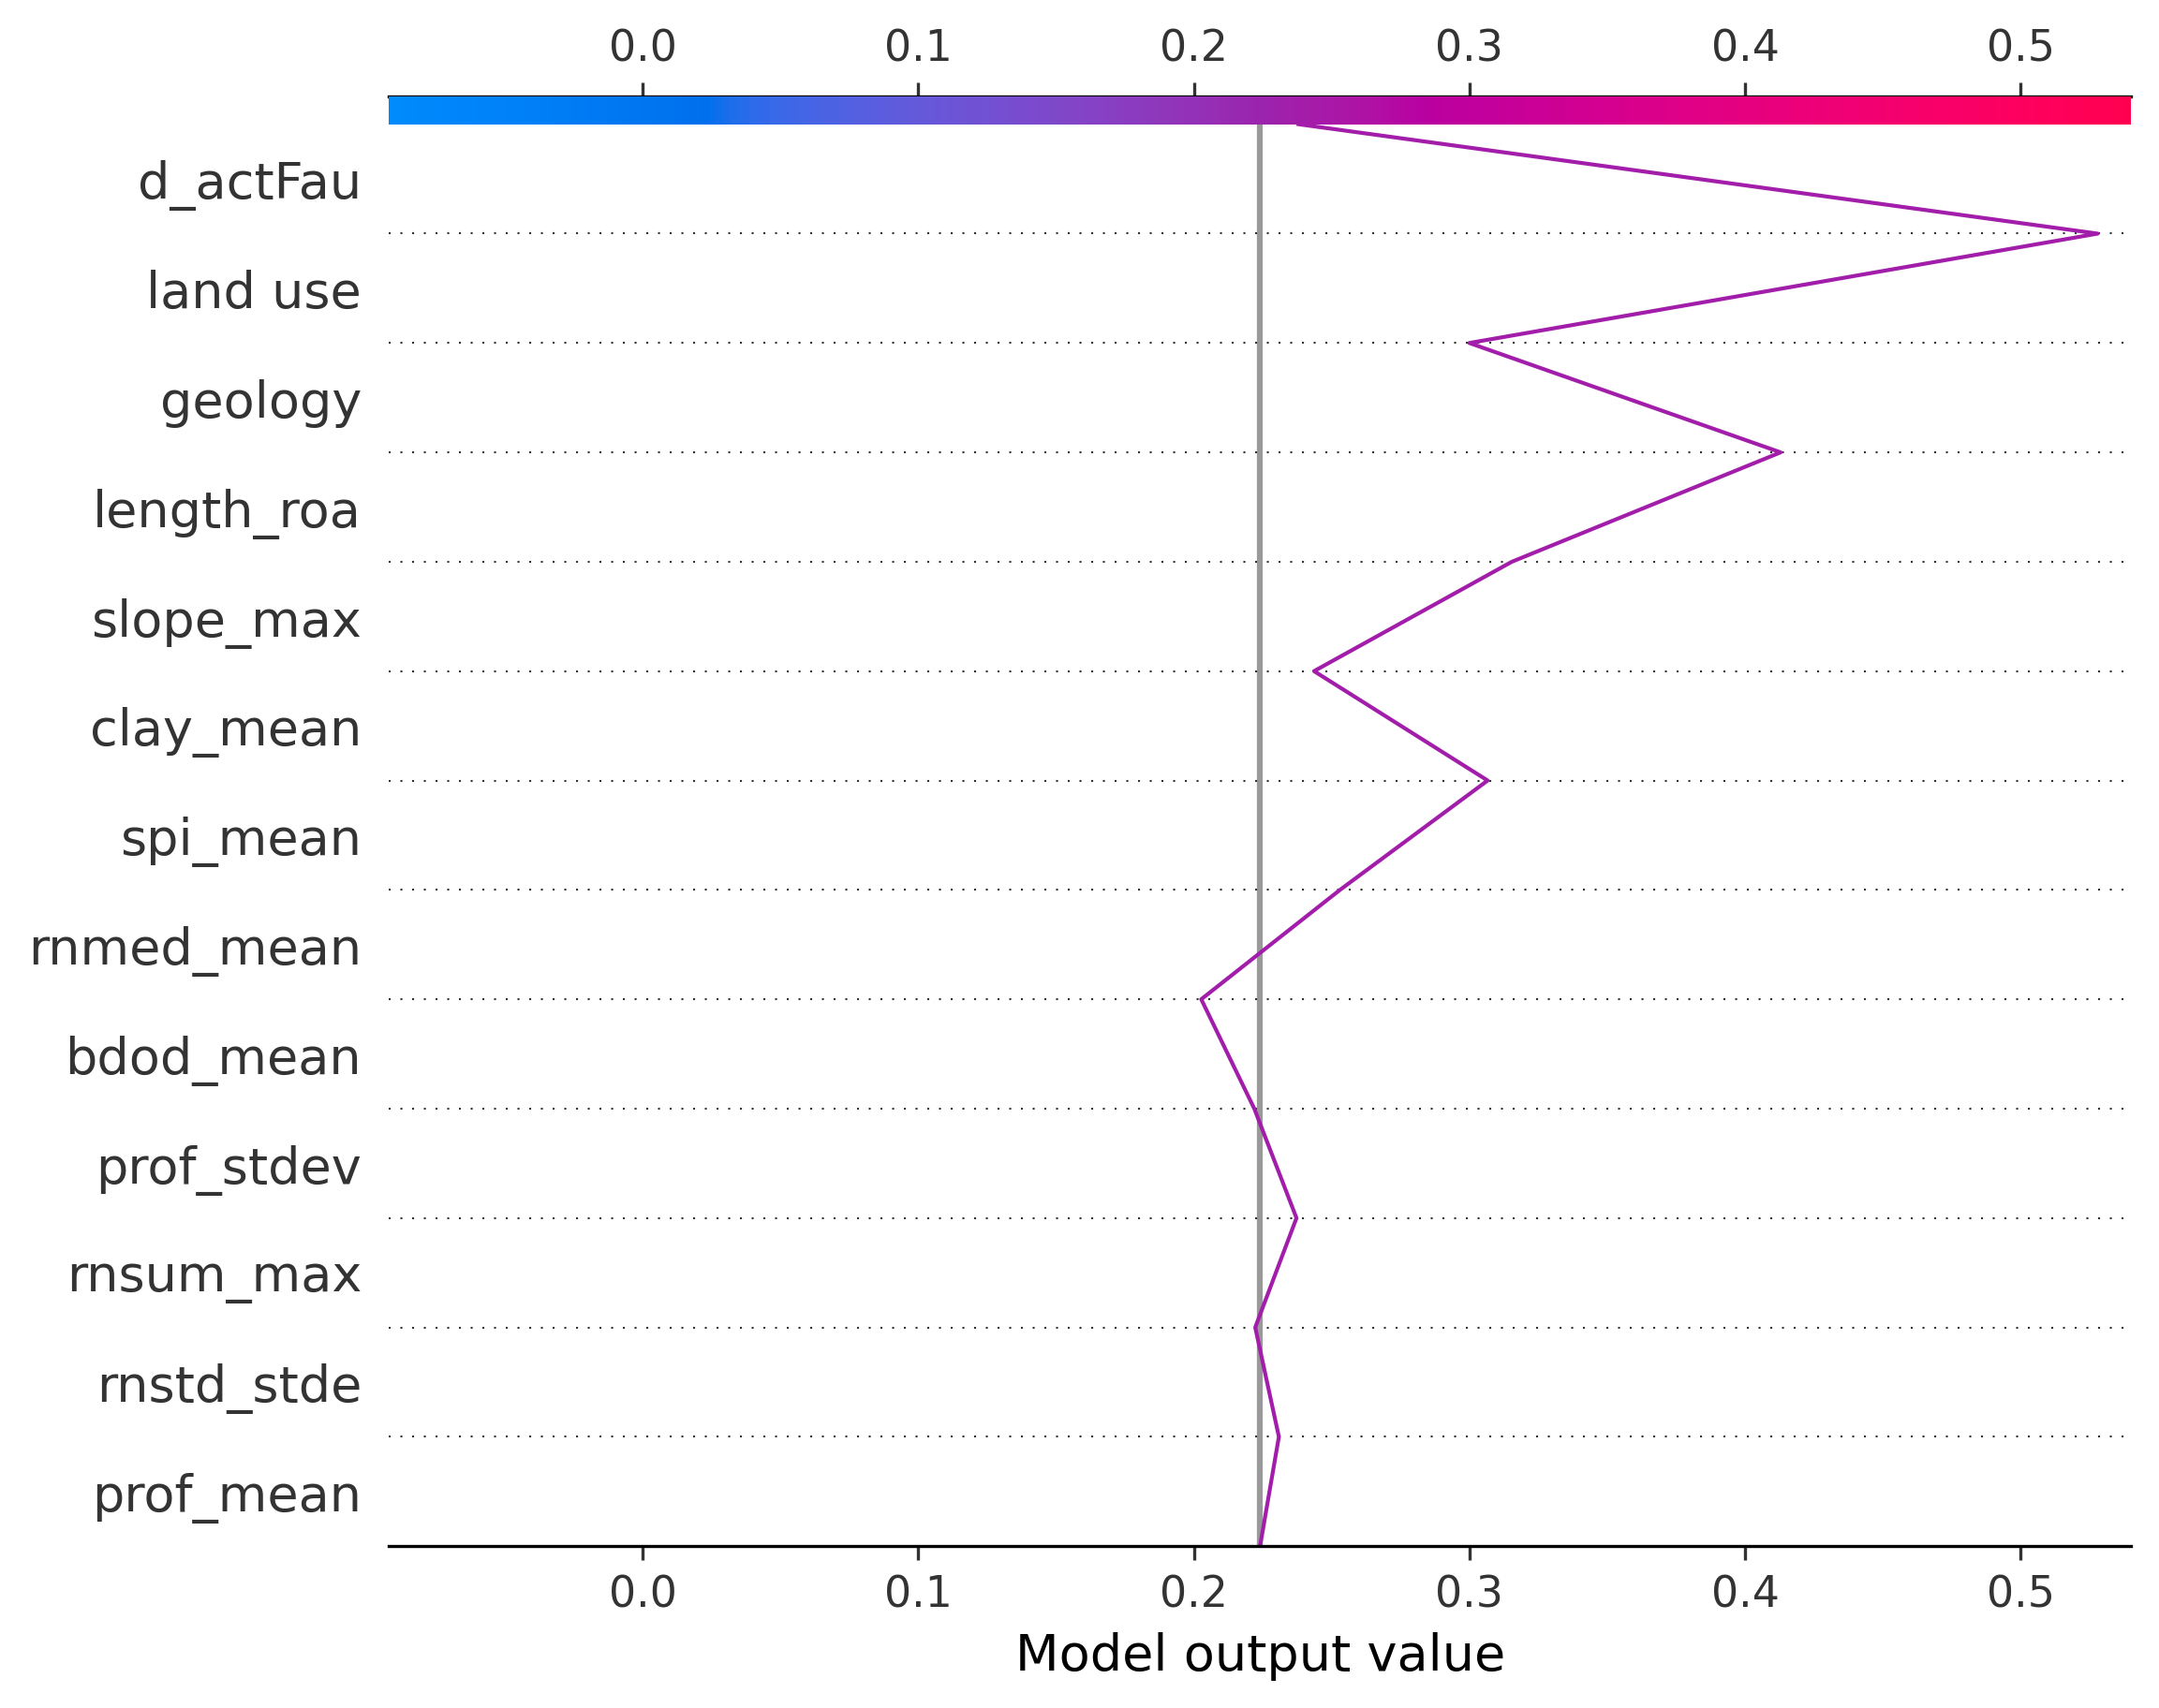 0.0 0.1 0.2 0.3 0.4 0.5
d_actFau
land use
geology
length_roa
slope_max
clay_mean
spi_mean
rnmed_mean
bdod_mean
prof_stdev
rnsum_max
rnstd_stde
prof_mean
0.0 0.1 0.2 0.3 0.4 0.5
Model output value